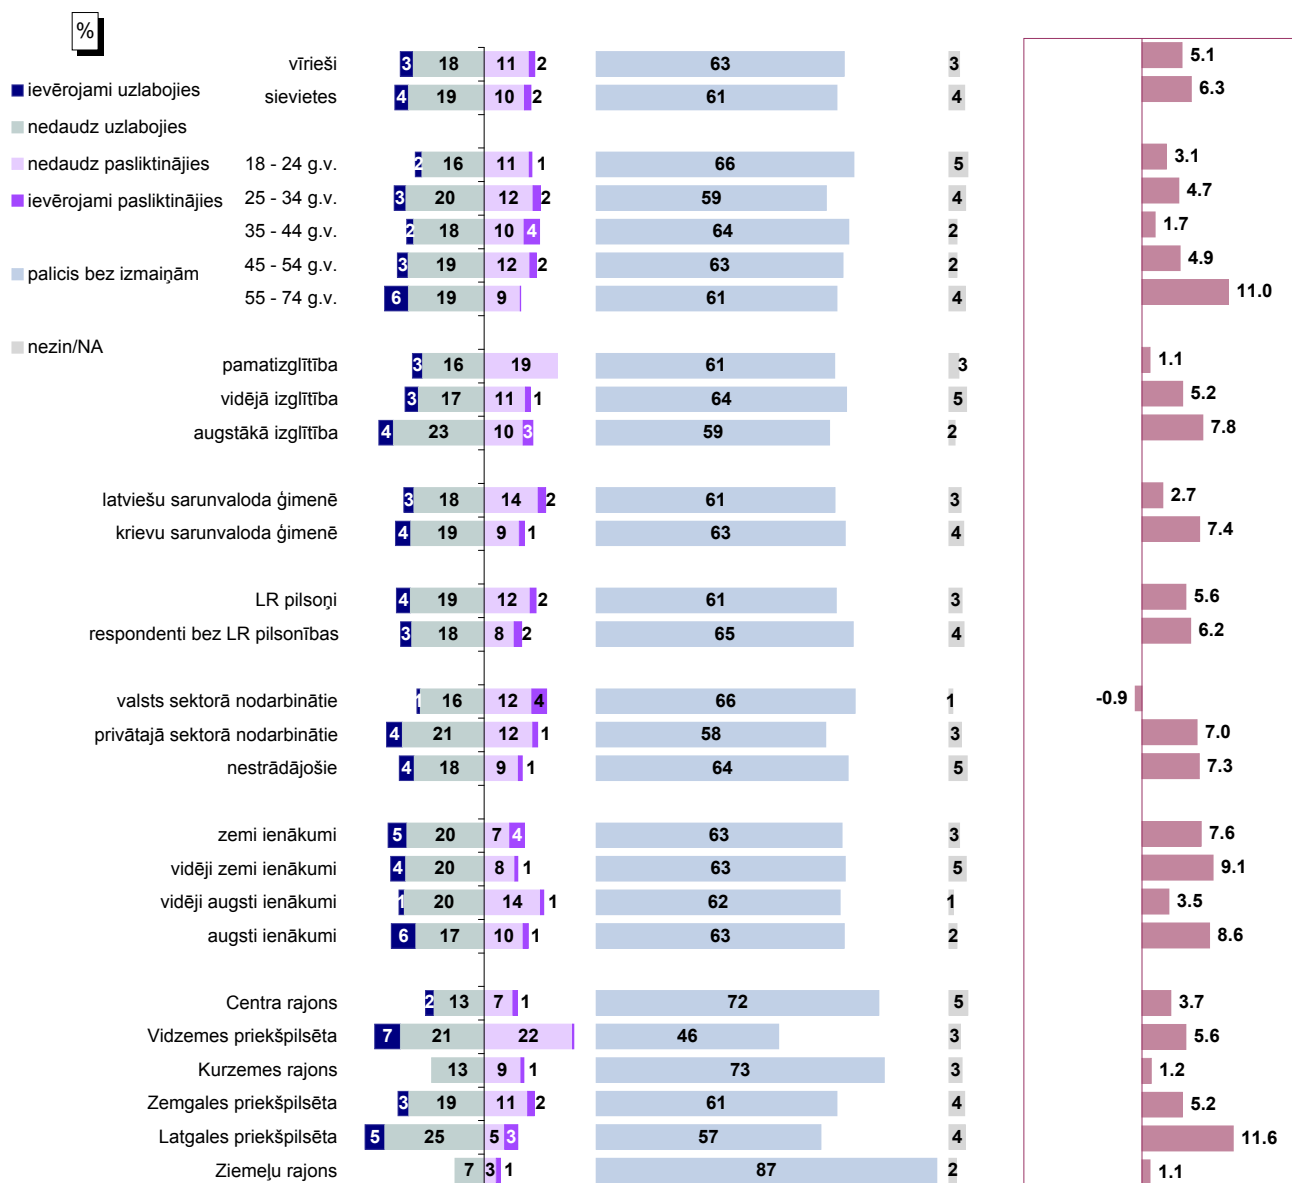 %
ievērojami uzlabojies
nedaudz uzlabojies
nedaudz pasliktinājies
ievērojami pasliktinājies
palicis bez izmaiņām
nezin/NA
vīrieši 3 18 11 2 63 3 5.1
sievietes 4 19 10 2 61 4 6.3
18 - 24 g.v. 2 16 11 1 66 5 3.1
25 - 34 g.v. 3 20 12 2 59 4 4.7
35 - 44 g.v. 2 18 10 4 64 2 1.7
45 - 54 g.v. 3 19 12 2 63 2 4.9
55 - 74 g.v. 6 19 9 61 4 11.0
pamatizglītība 3 16 19 61 3 1.1
vidējā izglītība 3 17 11 1 64 5 5.2
augstākā izglītība 4 23 10 3 59 2 7.8
latviešu sarunvaloda ģimenē 3 18 14 2 61 3 2.7
krievu sarunvaloda ģimenē 4 19 9 1 63 4 7.4
LR pilsoņi 4 19 12 2 61 3 5.6
respondenti bez LR pilsonības 3 18 8 2 65 4 6.2
valsts sektorā nodarbinātie 1 16 12 4 66 1 -0.9
privātajā sektorā nodarbinātie 4 21 12 1 58 3 7.0
nestrādājošie 4 18 9 1 64 5 7.3
zemi ienākumi 5 20 7 4 63 3 7.6
vidēji zemi ienākumi 4 20 8 1 63 5 9.1
vidēji augsti ienākumi 1 20 14 1 62 1 3.5
augsti ienākumi 6 17 10 1 63 2 8.6
Centra rajons 2 13 7 1 72 5 3.7
Vidzemes priekšpilsēta 7 21 22 46 3 5.6
Kurzemes rajons 13 9 1 73 3 1.2
Zemgales priekšpilsēta 3 19 11 2 61 4 5.2
Latgales priekšpilsēta 5 25 5 3 57 4 11.6
Ziemeļu rajons 7 3 1 87 2 1.1